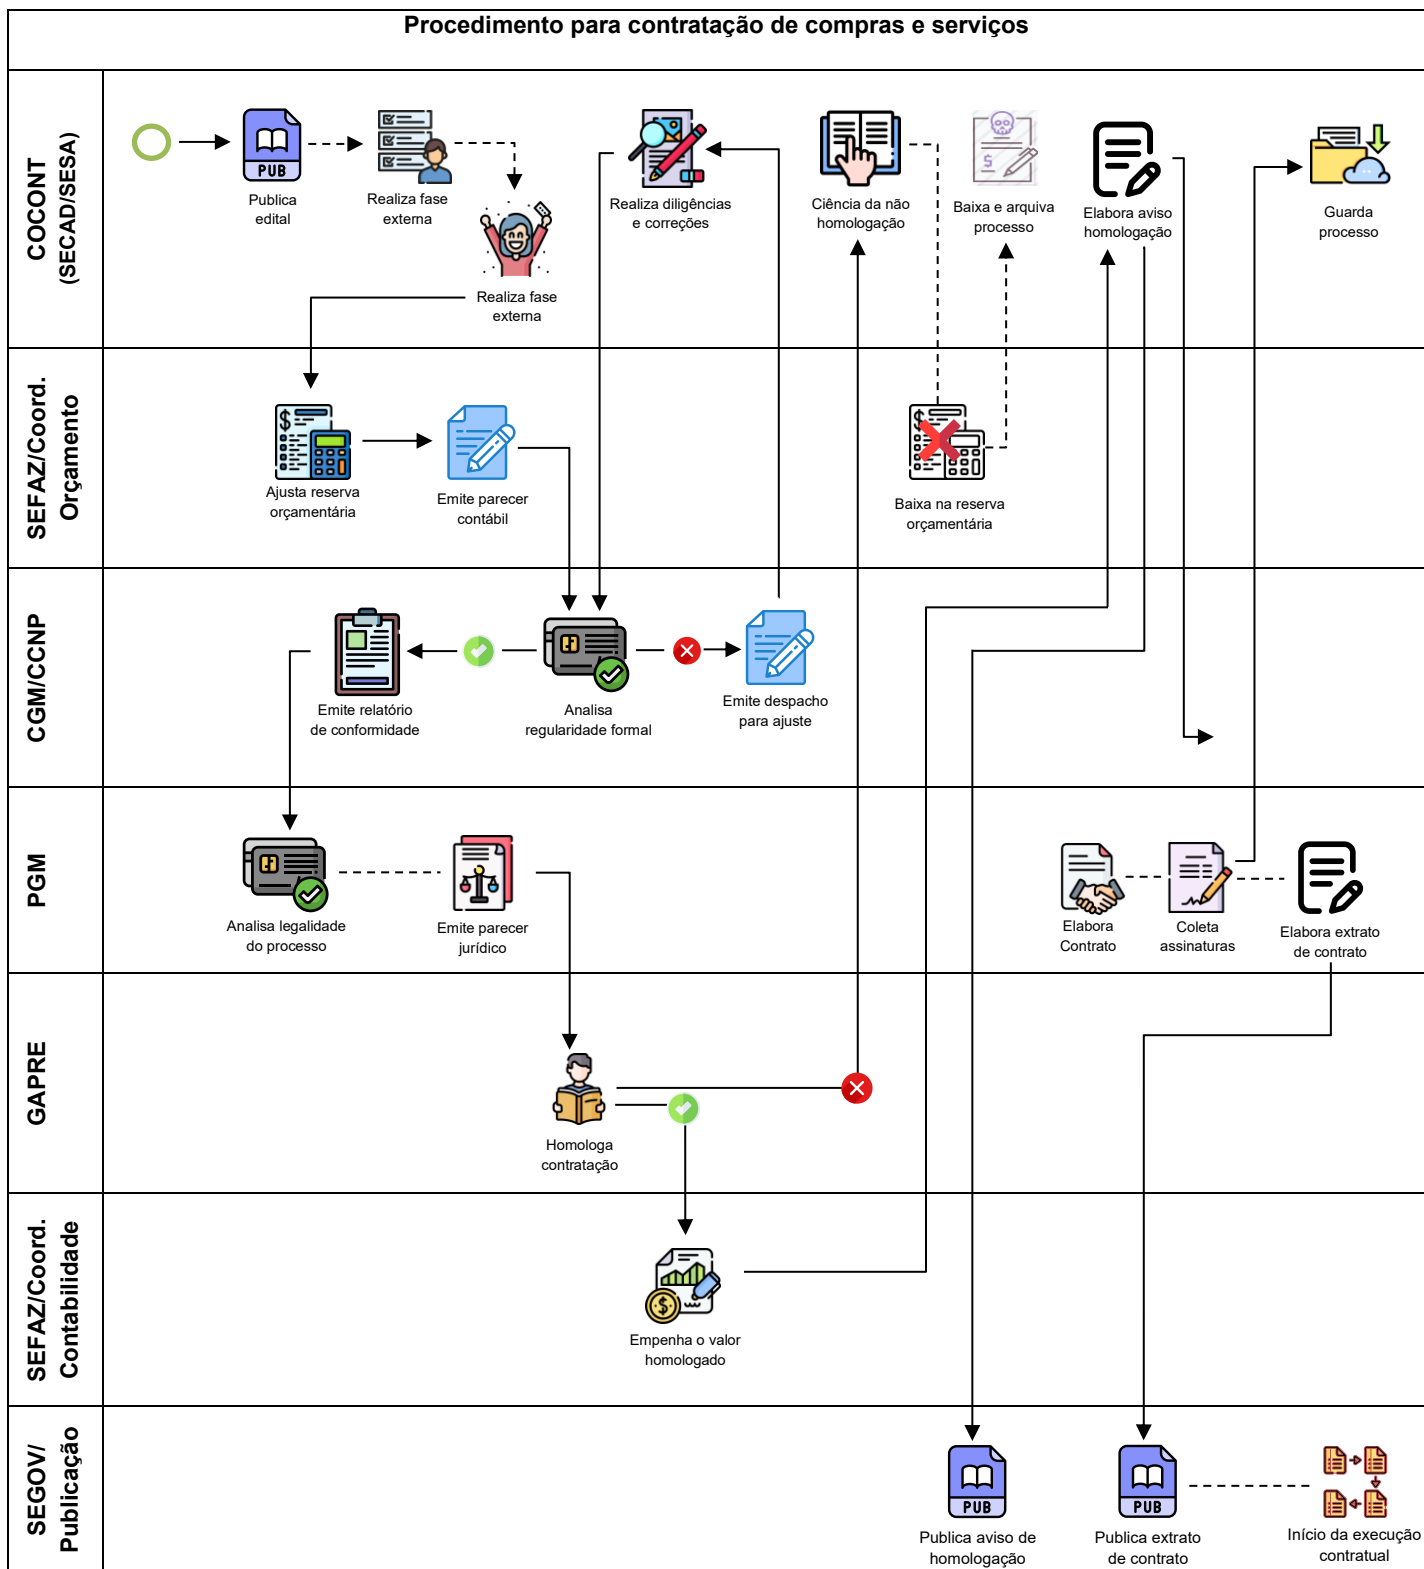 Procedimento para contratação de compras e serviços
COCONT
(SECAD/SESA)
PUB
Publica
edital
Realiza fase
externa
Realiza fase
externa
Realiza diligências
e correções
Ciência da não
homologação
$
Baixa e arquiva
processo
Elabora aviso
homologação
Guarda
processo
SEFAZ/Coord.
Orçamento
$
Ajusta reserva
orçamentária
Emite parecer
contábil
$
Baixa na reserva
orçamentária
CGM/CCNP
Emite relatório
de conformidade
Analisa
regularidade formal
Emite despacho
para ajuste
PGM
Analisa legalidade
do processo
Emite parecer
jurídico
Elabora
Contrato
Coleta
assinaturas
Elabora extrato
de contrato
GAPRE
Homologa
contratação
SEFAZ/Coord.
Contabilidade
$
Empenha o valor
homologado
SEGOV/
Publicação
PUB
Publica aviso de
homologação
PUB
Publica extrato
de contrato
Início da execução
contratual